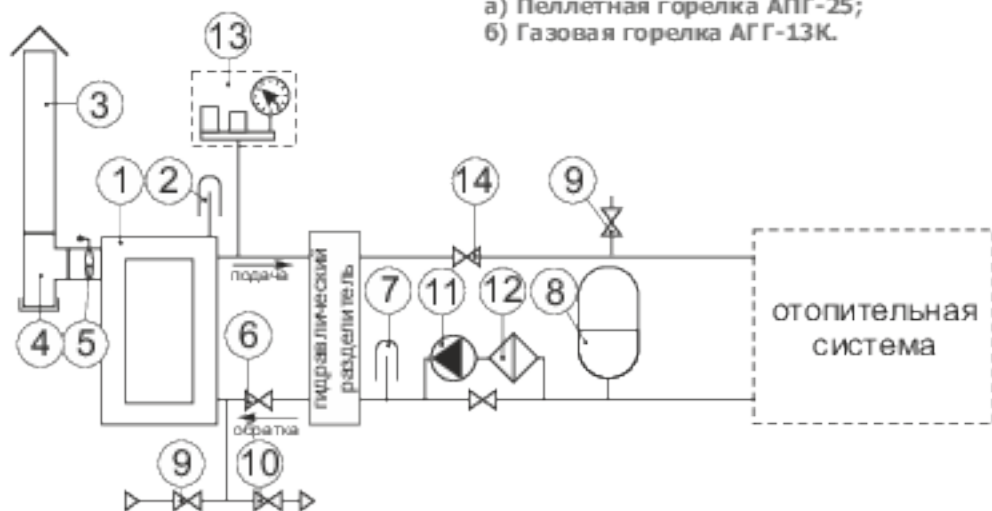 а) Пеллетная горелка АПГ-25;
б) Газовая горелка АГГ-13К.
13
3
1
2
14
9
подача
гидравлический
разделитель
7
11
12
8
отопительная
система
4
5
6
обратка
9
10